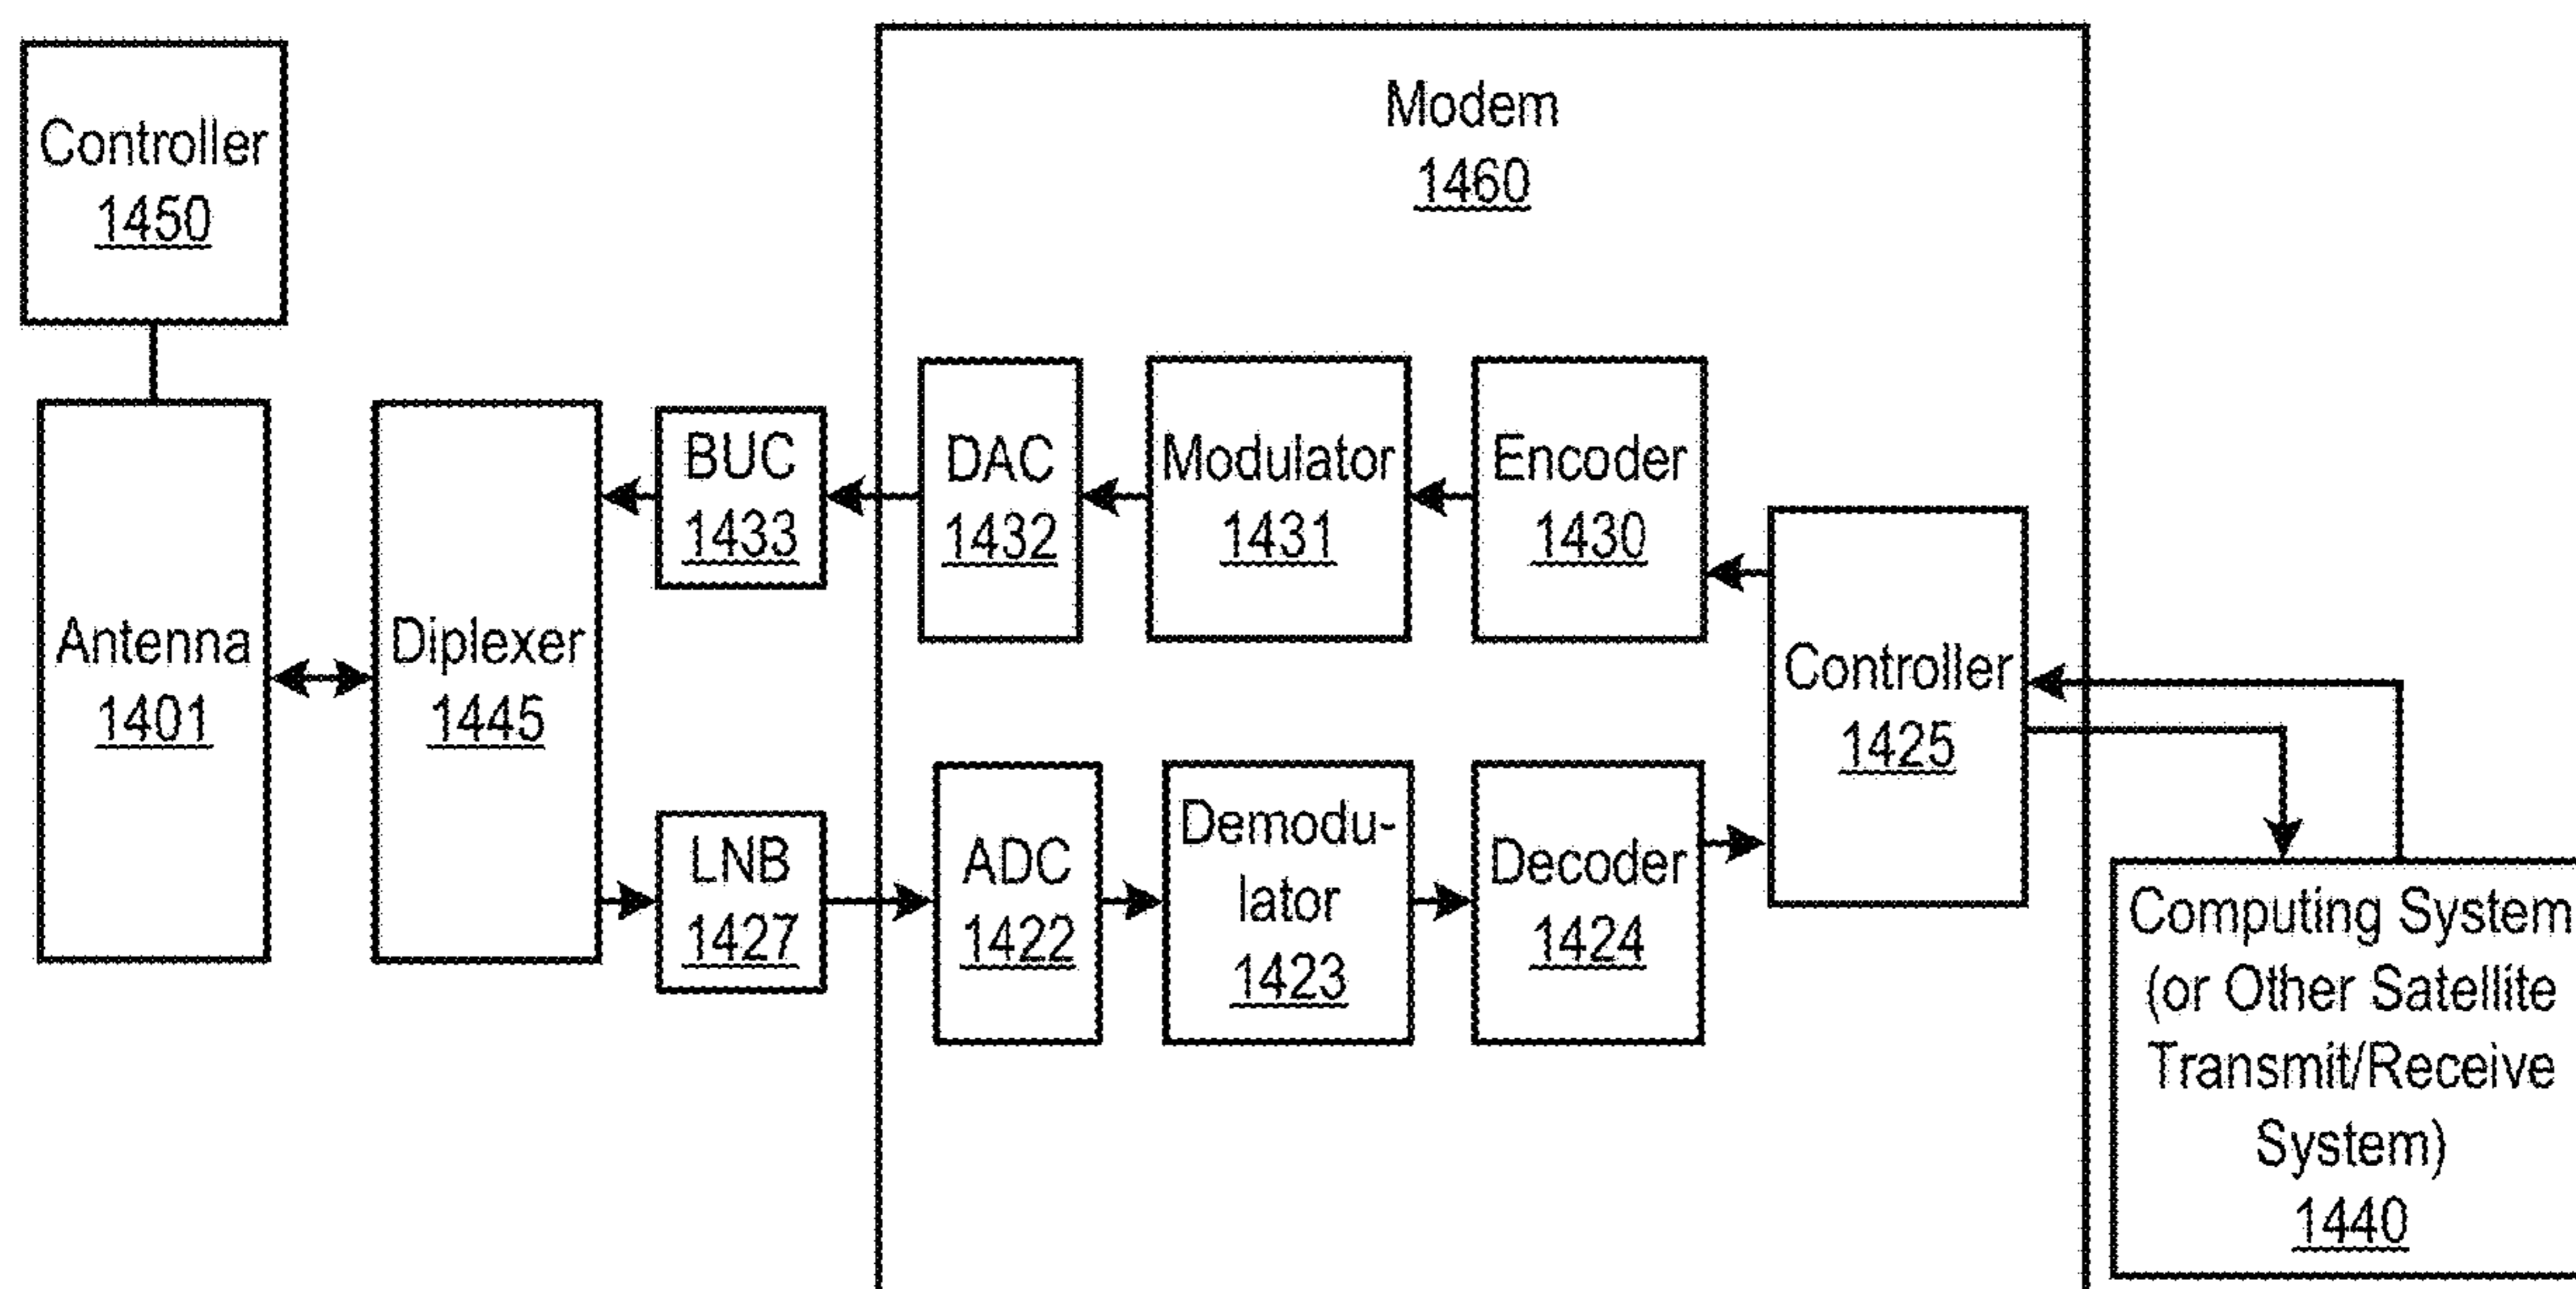 Controller
1450
Modem
1460
Antenna
1401
Diplexer
1445
BUC
1433
DAC
1432
Modulator
1431
Encoder
1430
LNB
1427
ADC
1422
Demodu-
lator
1423
Decoder
1424
Controller
1425
Computing System
(or Other Satellite
Transmit/Receive
System)
1440